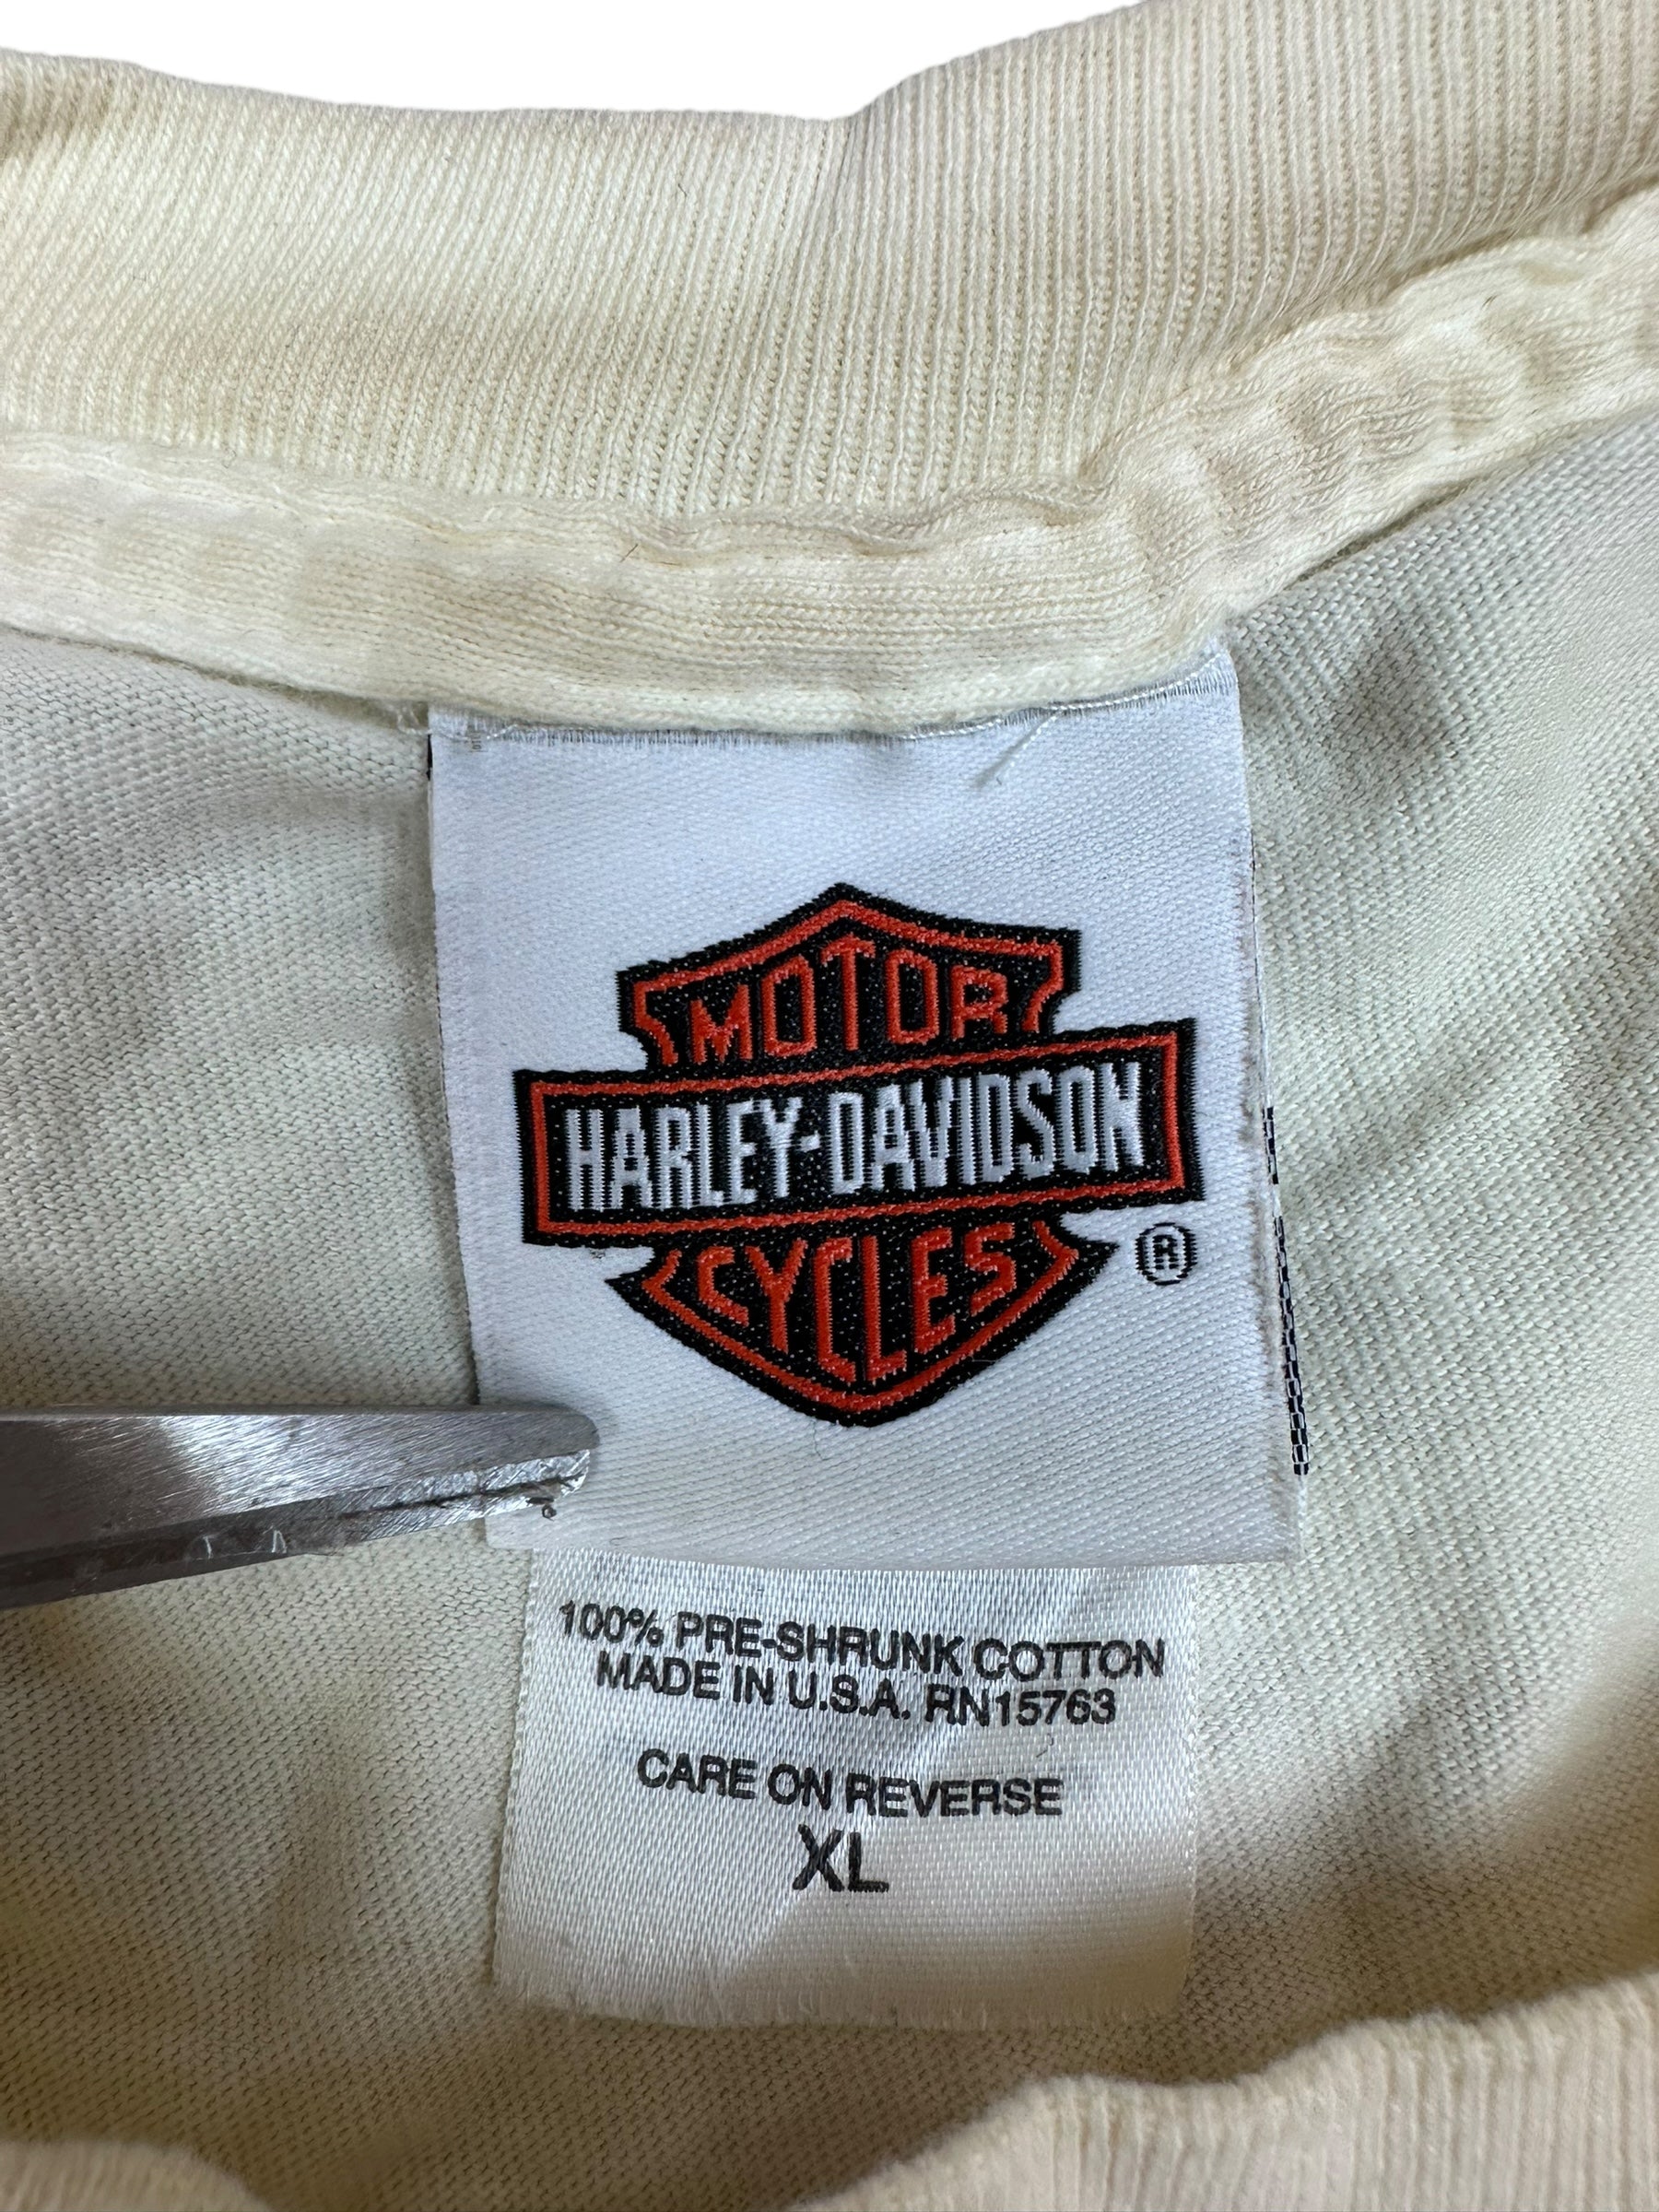 MOTOR
HARLEY-DAVIDSON
CYCLES
®
100% PRE-SHRUNK COTTON
MADE IN U.S.A. RN15763
CARE ON REVERSE
XL